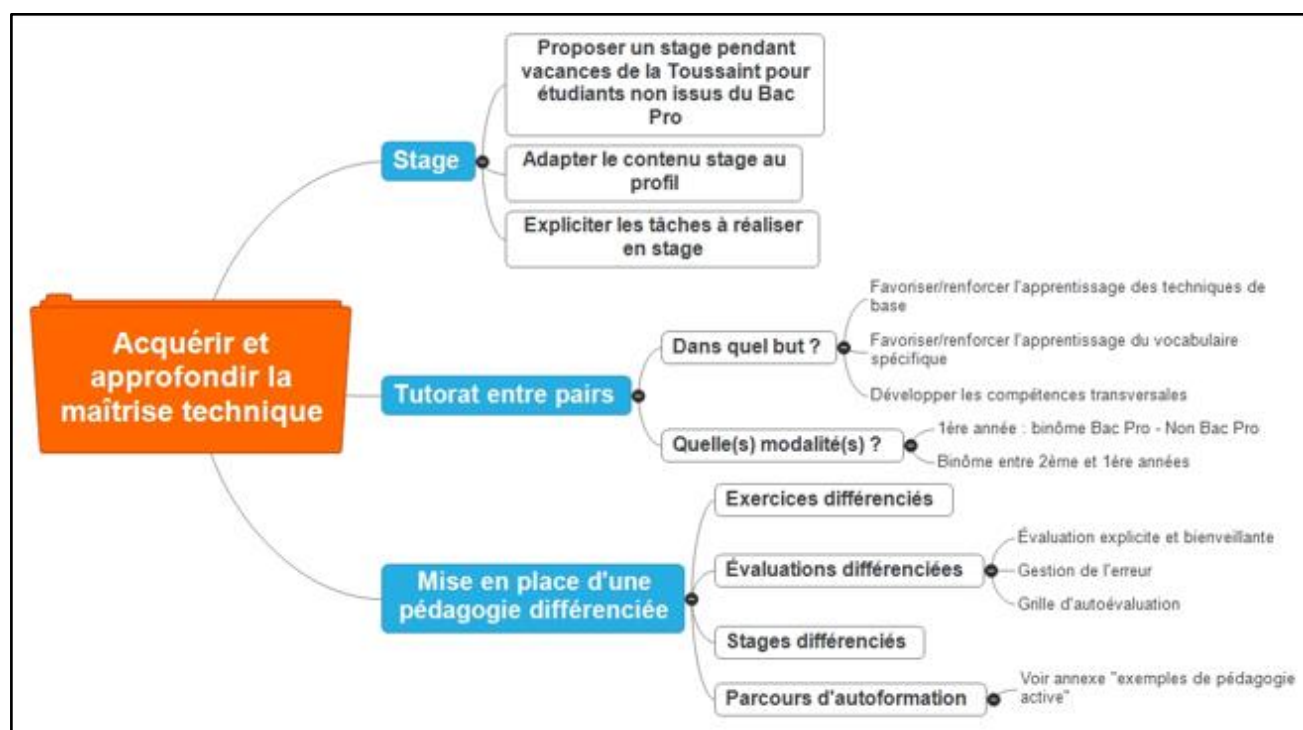 Proposer un stage pendant
vacances de la Toussaint pour
étudiants non issus du Bac
Pro
Stage
Adapter le contenu stage au
profil
Expliciter les tâches à réaliser
en stage
Acquérir et
approfondir la
maîtrise technique
Favoriser/renforcer l'apprentissage des techniques de
base
Dans quel but ?
Favoriser/renforcer l'apprentissage du vocabulaire
spécifique
Développer les compétences transversales
Tutorat entre pairs
Quelle(s) modalité(s) ?
1ére année : binôme Bac Pro - Non Bac Pro
Binôme entre 2ème et 1ére années
Exercices différenciés
Évaluation explicite et bienveillante
Évaluations différenciées
Gestion de l'erreur
Grille d'autoévaluation
Mise en place d'une
pédagogie différenciée
Stages différenciés
Parcours d'autoformation
Voir annexe "exemples de pédagogie
active"